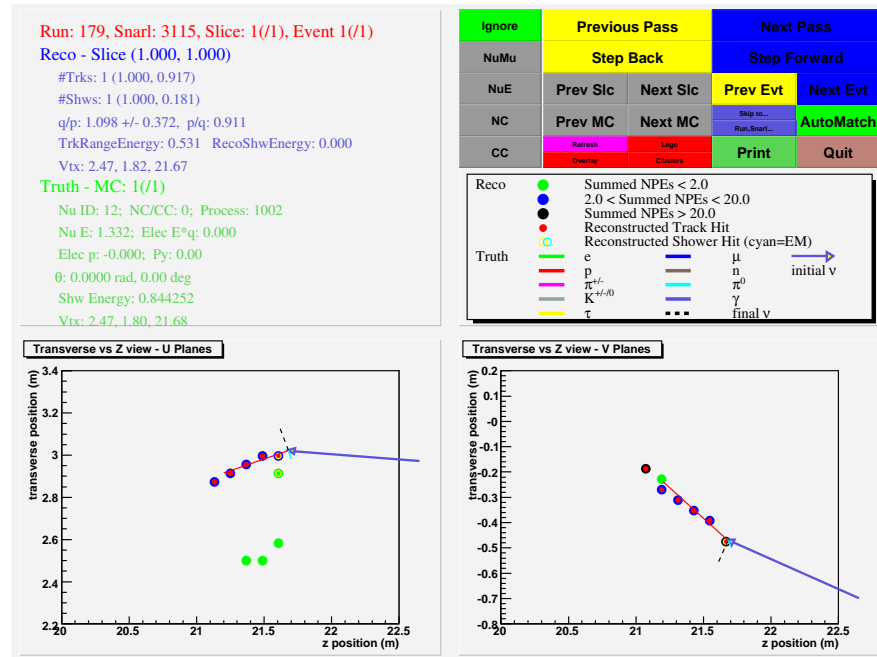 Run: 179, Snarl: 3115, Slice: 1(/1), Event 1(/1)
Reco - Slice (1.000, 1.000)
#Trks: 1 (1.000, 0.917)
#Shws: 1 (1.000, 0.181)
q/p: 1.098 +/- 0.372, p/q: 0.911
TrkRangeEnergy: 0.531 RecoShwEnergy: 0.000
Vtx: 2.47, 1.82, 21.67
Truth - MC: 1(/1)
Nu ID: 12; NC/CC: 0; Process: 1002
Nu E: 1.332; Elec E*q: 0.000
Elec p: -0.000; Py: 0.00
θ: 0.0000 rad, 0.00 deg
Shw Energy: 0.844252
Vtx: 2.47, 1.80, 21.68
Ignore Previous Pass Next Pass
NuMu Step Back Step Forward
NuE Prev Slc Next Slc Prev Evt Next Evt
NC Prev MC Next MC Skip to... Run,Snarl... AutoMatch
CC Refresh Overlay Lego Clusters Print Quit
Reco Summed NPEs < 2.0
2.0 < Summed NPEs < 20.0
Summed NPEs > 20.0
Reconstructed Track Hit
Reconstructed Shower Hit (cyan=EM)
Truth e μ initial ν
p n
π+/- π0
K+/-/0 γ
τ final ν
Transverse vs Z view - U Planes
transverse position (m)
3.4
3.2
3
2.8
2.6
2.4
2.2
20 20.5 21 21.5 22 22.5
z position (m)
Transverse vs Z view - V Planes
transverse position (m)
0.2
0.1
-0
-0.1
-0.2
-0.3
-0.4
-0.5
-0.6
-0.7
-0.8
20 20.5 21 21.5 22 22.5
z position (m)